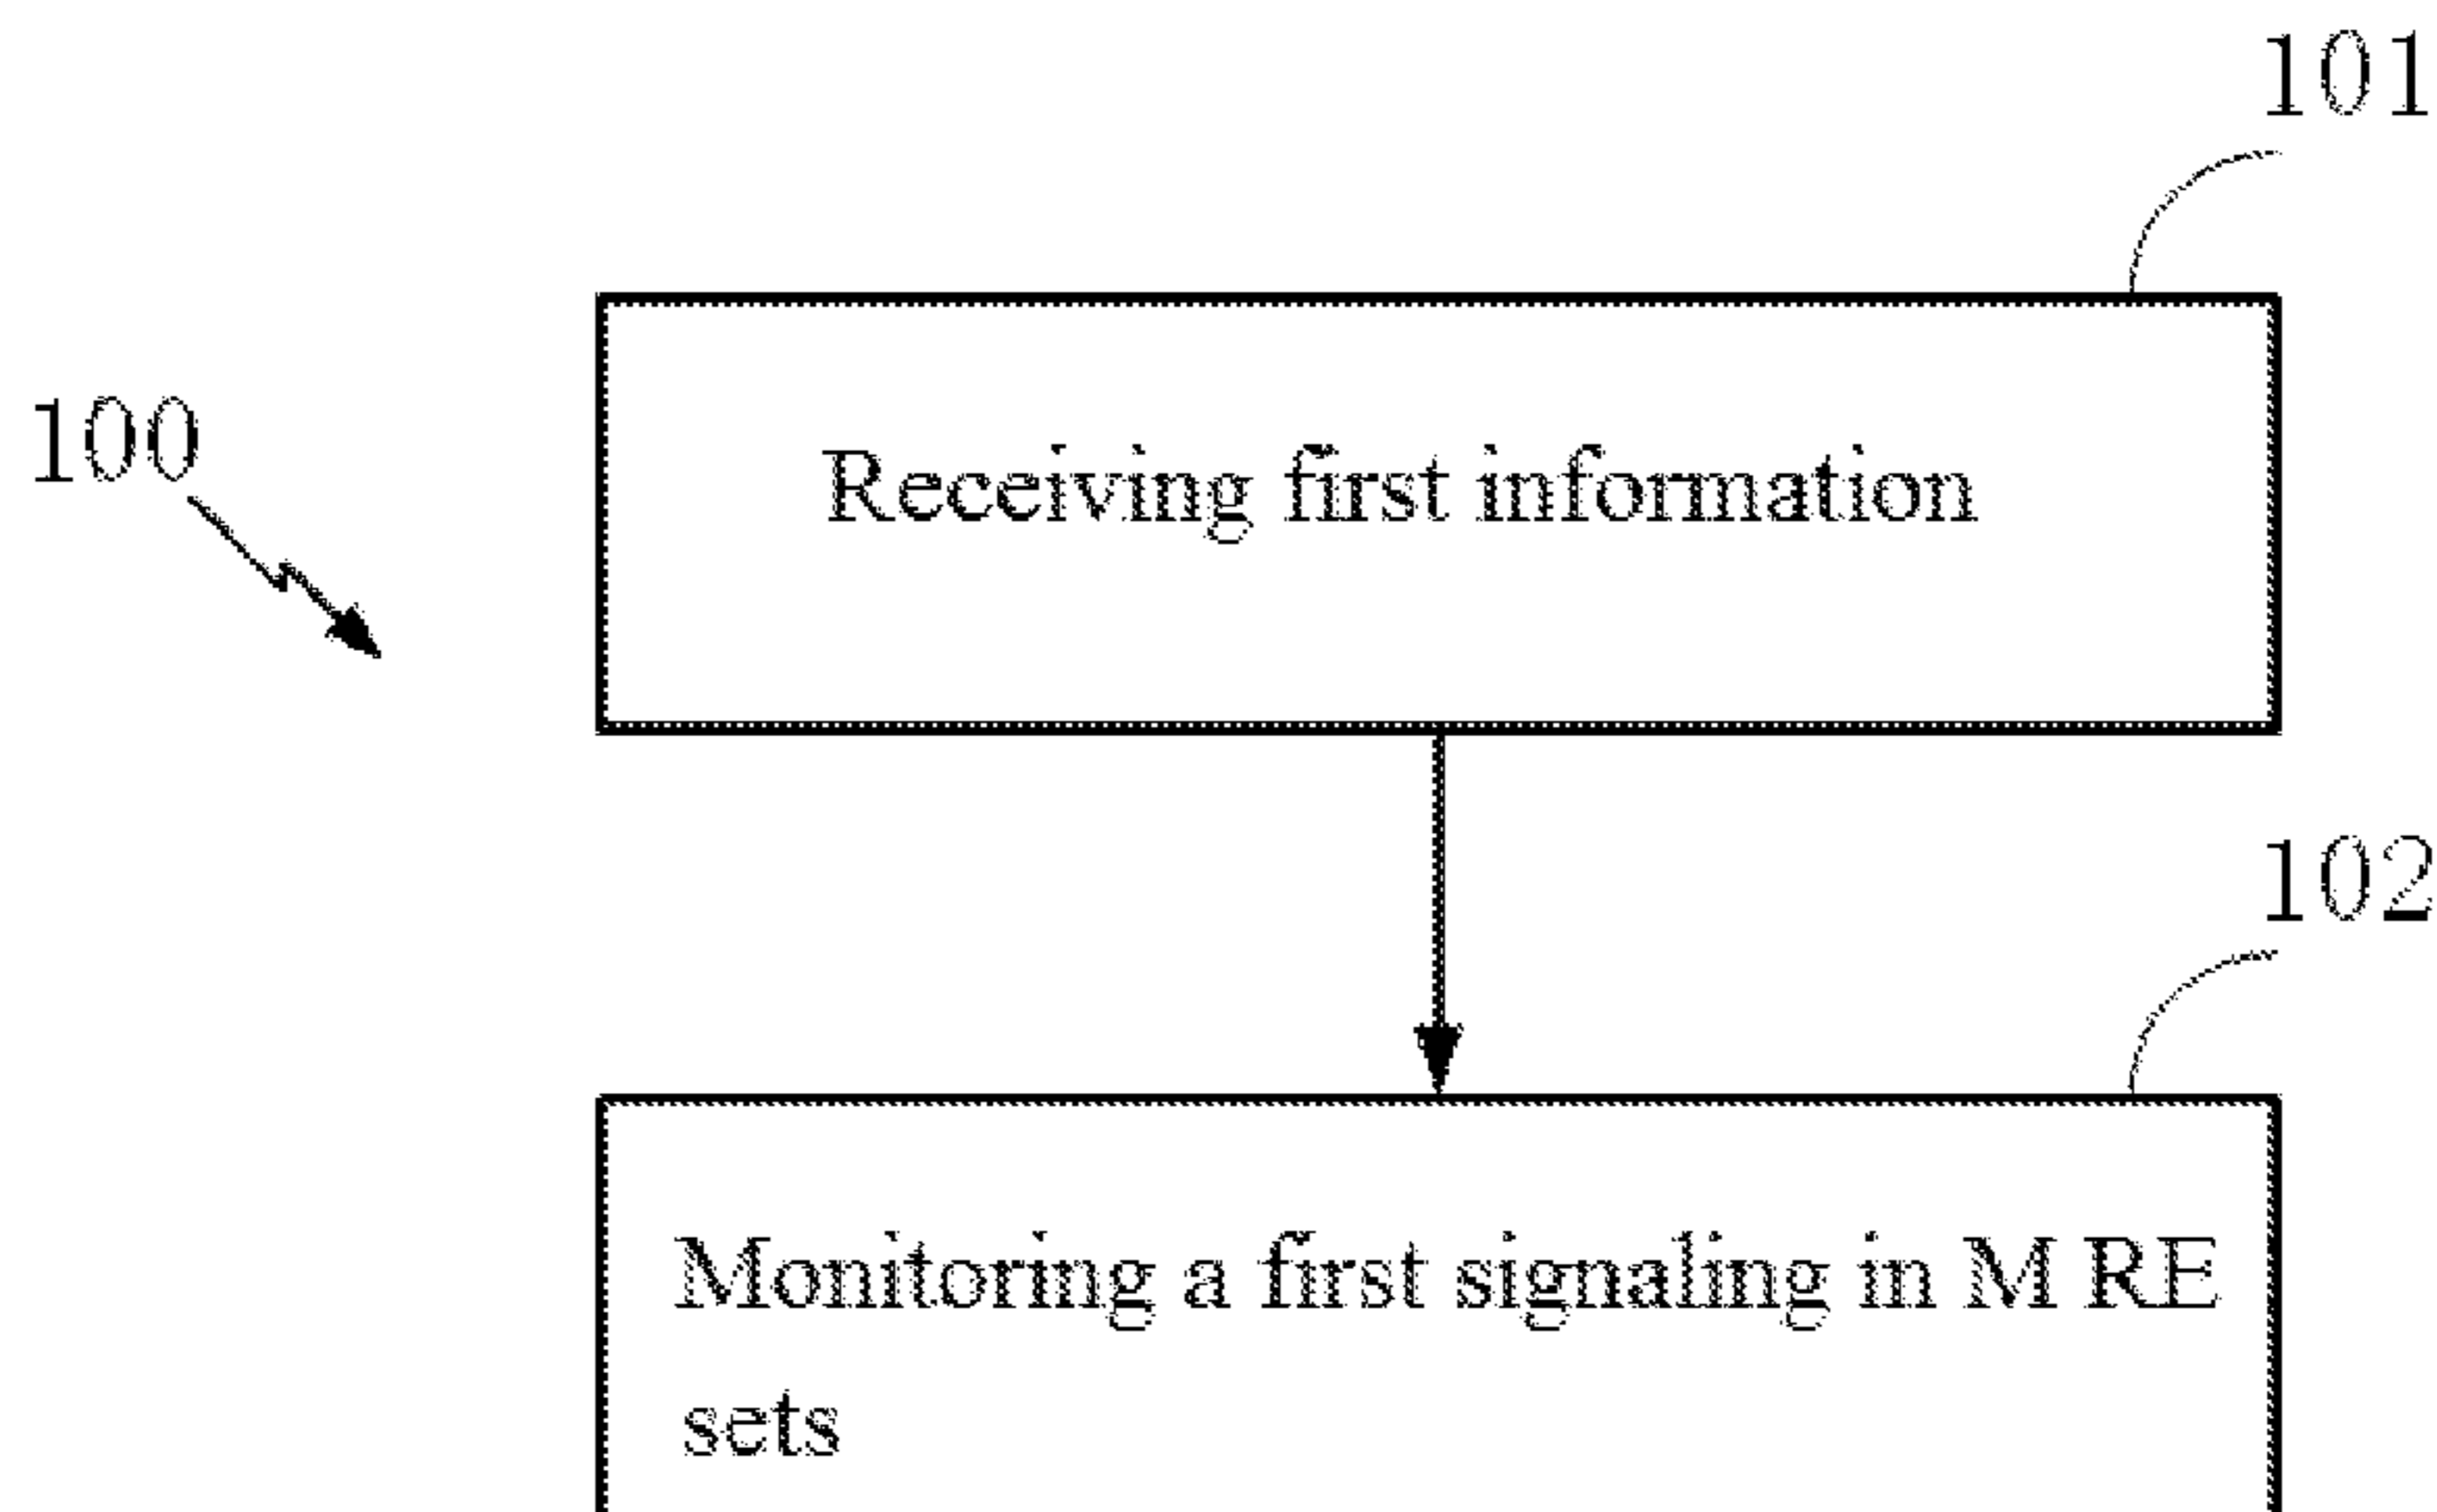 101
100
Receiving first information
102
Monitoring a first signaling in M RE
sets